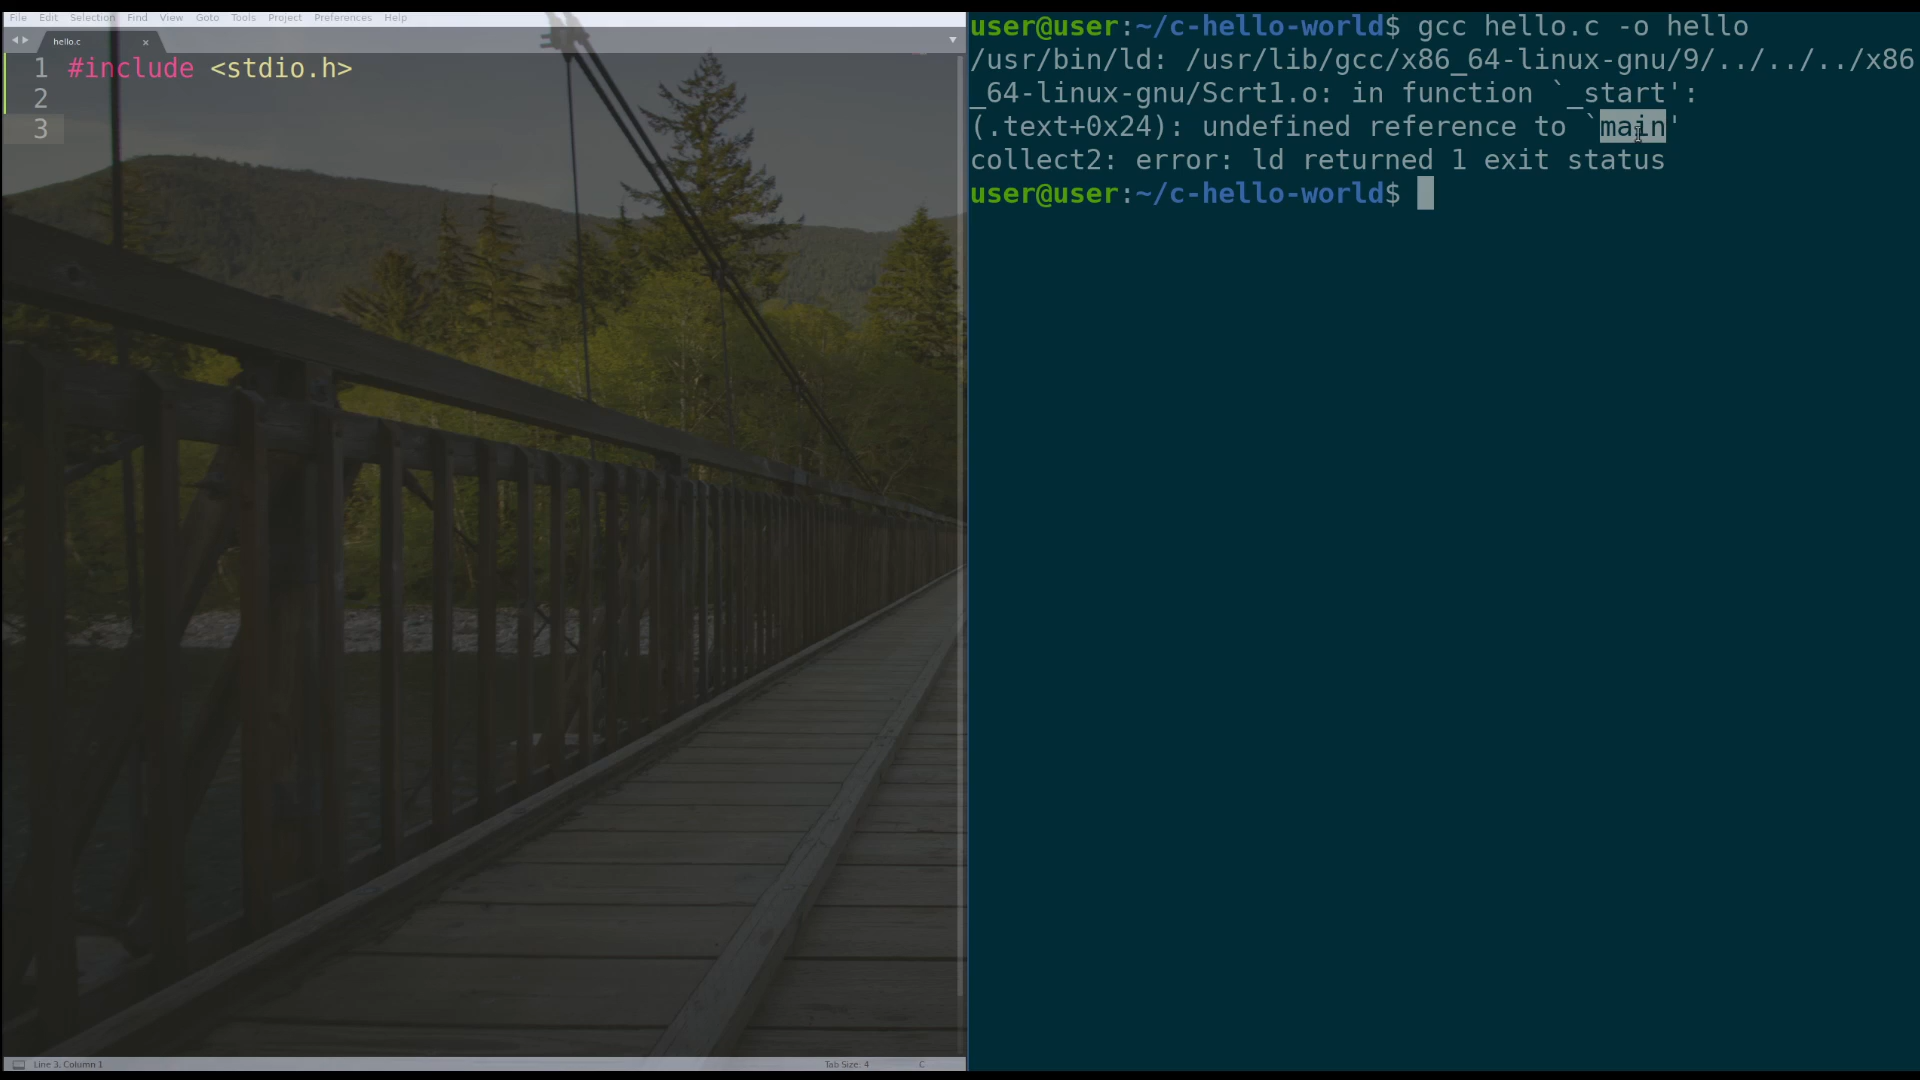 File Edit Selection Find View Goto Tools Project Preferences Help
hello.c
1 #include <stdio.h>
2
3
Line 3, Column 1
Tab Size: 4
C
user@user:~/c-hello-world$ gcc hello.c -o hello
/usr/bin/ld: /usr/lib/gcc/x86_64-linux-gnu/9/../../../x86
_64-linux-gnu/Scrt1.o: in function `_start':
(.text+0x24): undefined reference to `main'
collect2: error: ld returned 1 exit status
user@user:~/c-hello-world$